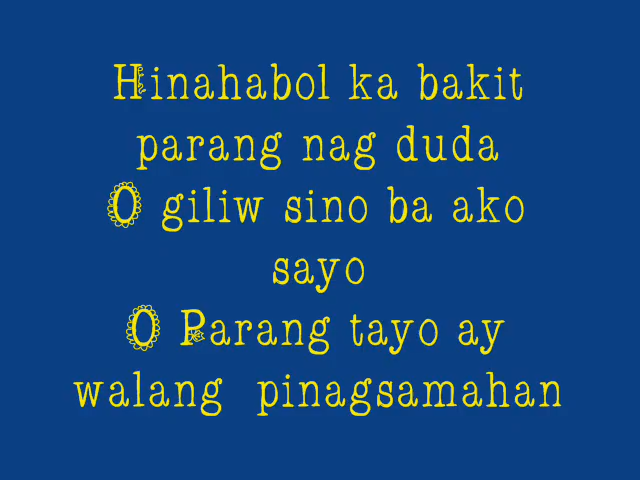 Hinahabol ka bakit
parang nag duda
O giliw sino ba ako
sayo
O Parang tayo ay
walang pinagsamahan